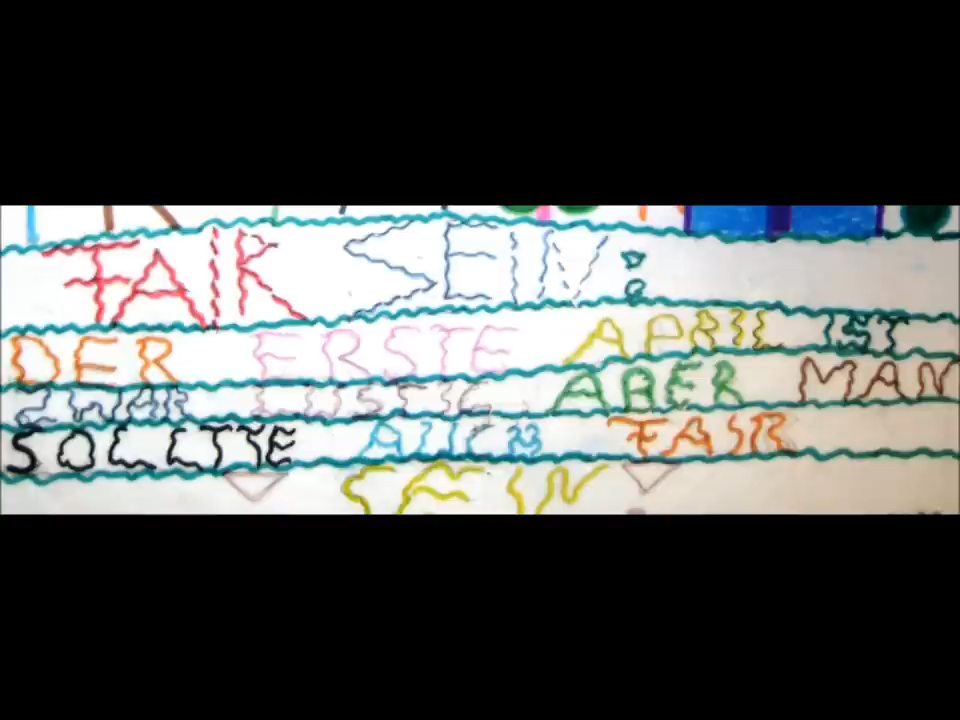 FAIR SEIN:
DER ERSTE APRIL IST
ZWAR LUSTIG ABER MAN
SOLLTE AUCH FAIR
SEIN